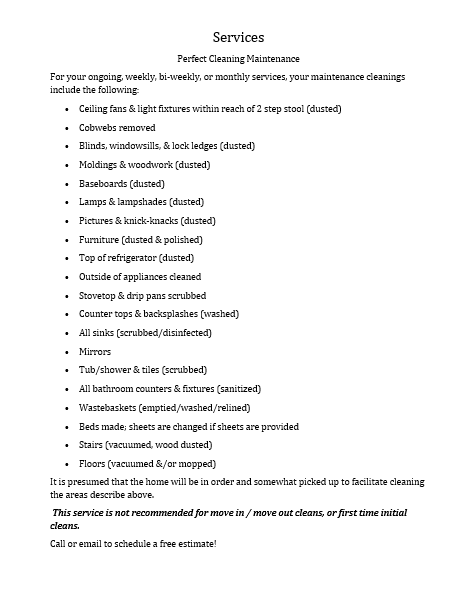 Services
Perfect Cleaning Maintenance
For your ongoing, weekly, bi-weekly, or monthly services, your maintenance cleanings
include the following:
• Ceiling fans & light fixtures within reach of 2 step stool (dusted)
• Cobwebs removed
• Blinds, windowsills, & lock ledges (dusted)
• Moldings & woodwork (dusted)
• Baseboards (dusted)
• Lamps & lampshades (dusted)
• Pictures & knick-knacks (dusted)
• Furniture (dusted & polished)
• Top of refrigerator (dusted)
• Outside of appliances cleaned
• Stovetop & drip pans scrubbed
• Counter tops & backsplashes (washed)
• All sinks (scrubbed/disinfected)
• Mirrors
• Tub/shower & tiles (scrubbed)
• All bathroom counters & fixtures (sanitized)
• Wastebaskets (emptied/washed/relined)
• Beds made; sheets are changed if sheets are provided
• Stairs (vacuumed, wood dusted)
• Floors (vacuumed &/or mopped)
It is presumed that the home will be in order and somewhat picked up to facilitate cleaning
the areas describe above.
This service is not recommended for move in / move out cleans, or first time initial
cleans.
Call or email to schedule a free estimate!